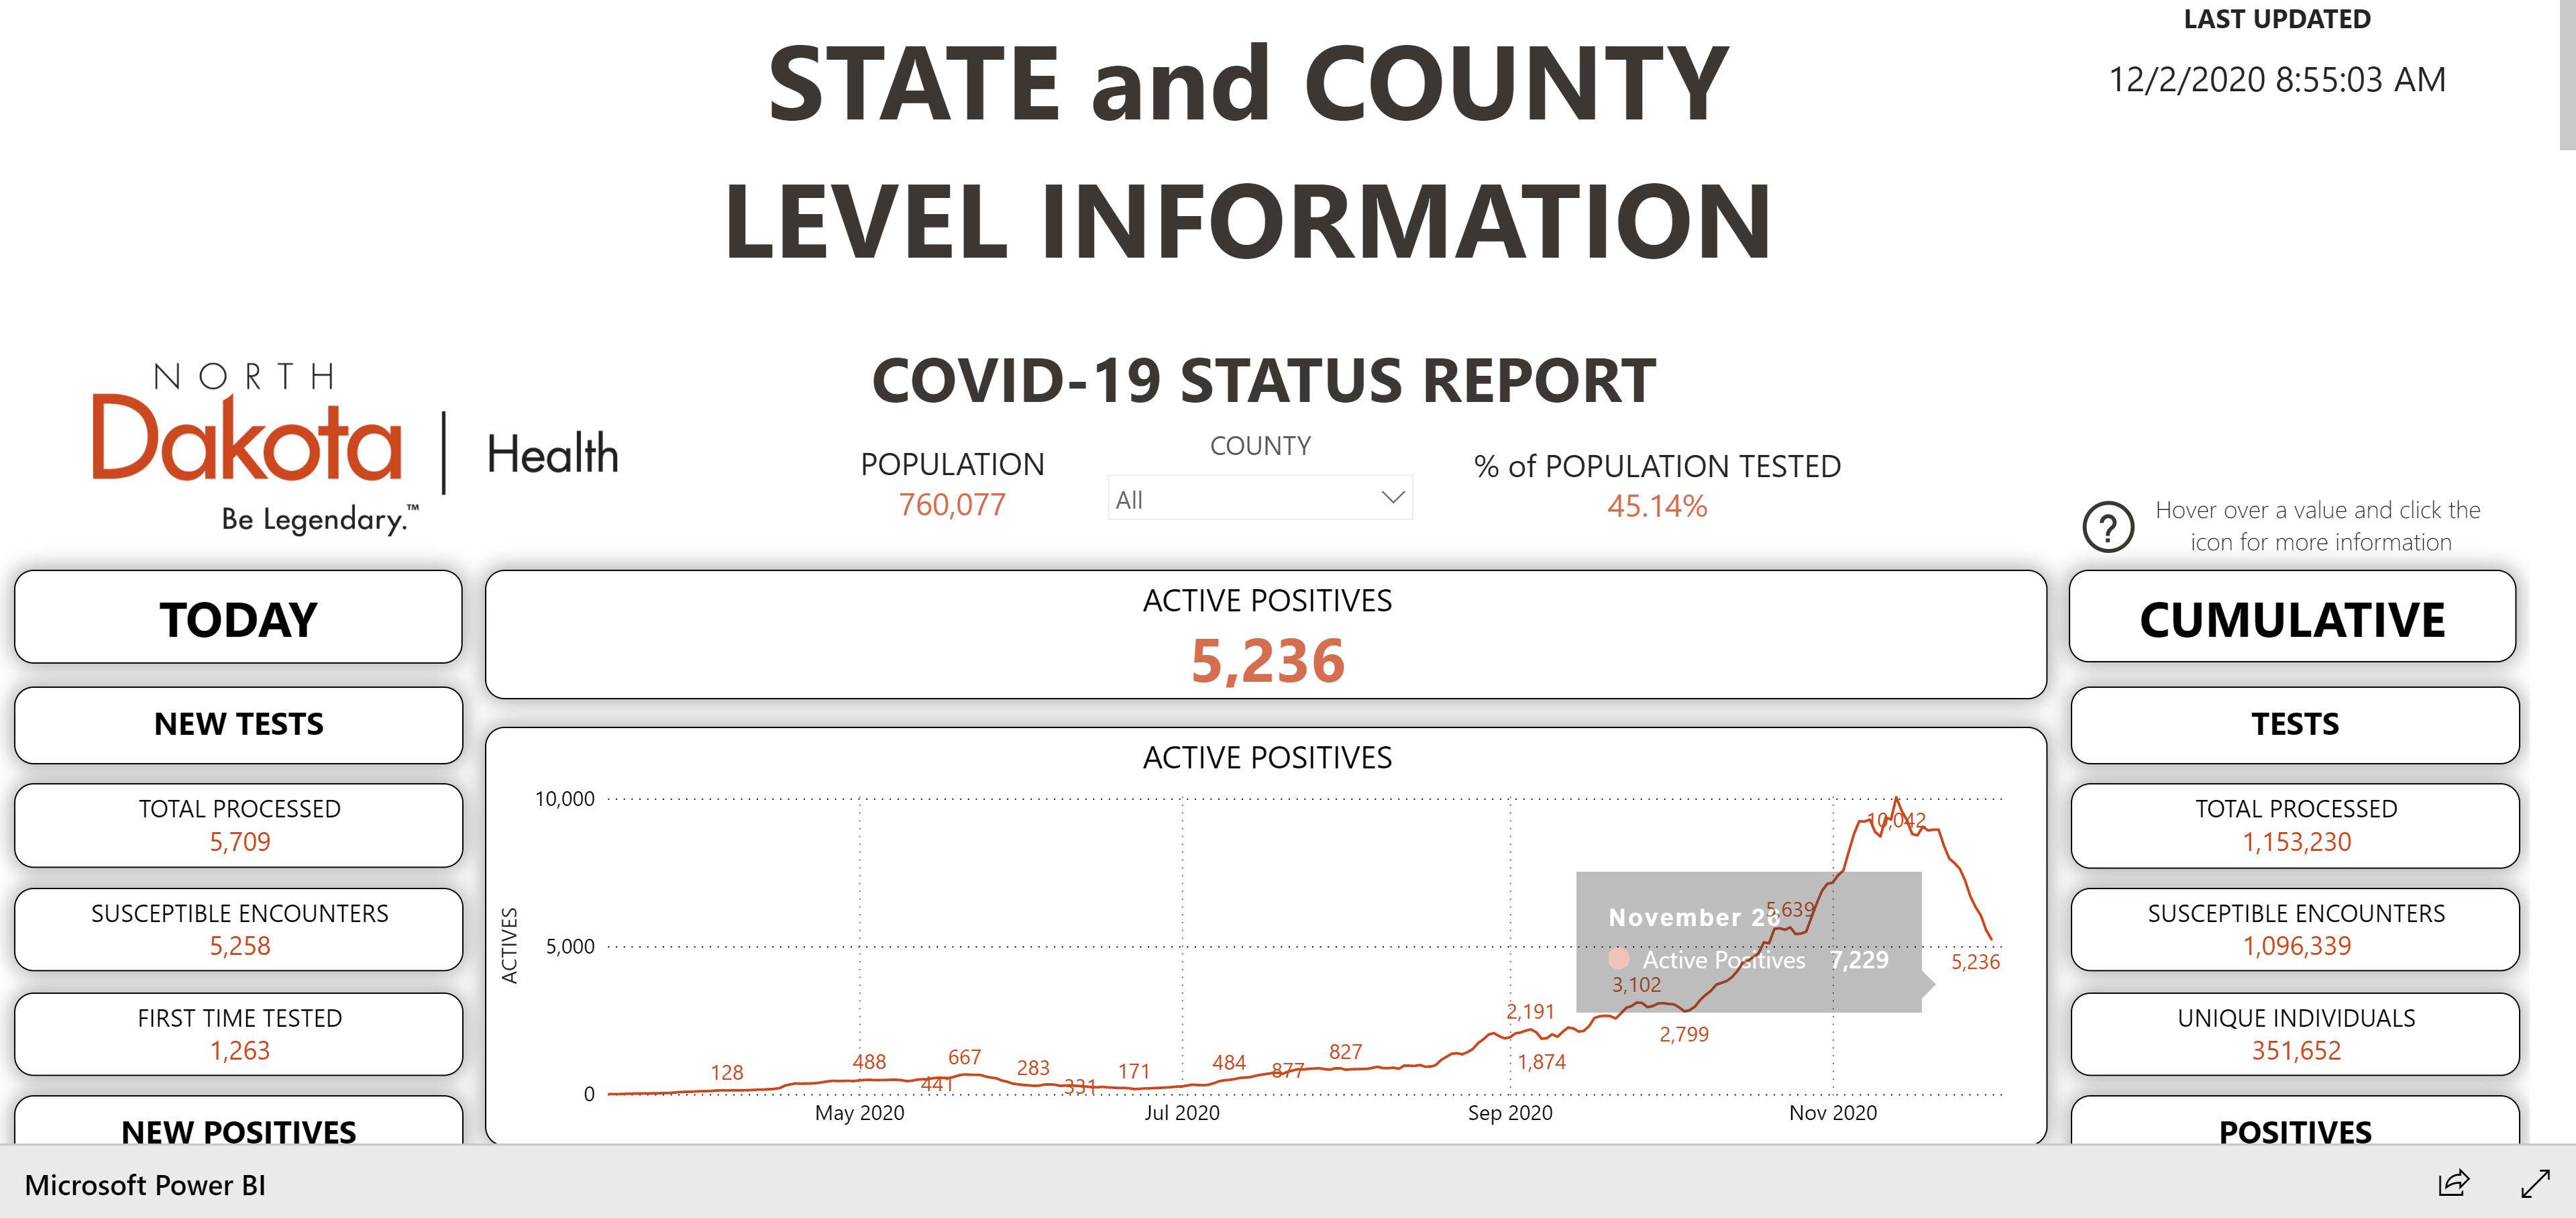 LAST UPDATED
12/2/2020 8:55:03 AM
STATE and COUNTY
LEVEL INFORMATION
NORTH
Dakota
Be Legendary.™
Health
COVID-19 STATUS REPORT
POPULATION
760,077
COUNTY
All
% of POPULATION TESTED
45.14%
?
Hover over a value and click the
icon for more information
TODAY
NEW TESTS
TOTAL PROCESSED
5,709
SUSCEPTIBLE ENCOUNTERS
5,258
FIRST TIME TESTED
1,263
NEW POSITIVES
ACTIVE POSITIVES
5,236
ACTIVE POSITIVES
ACTIVES
10,000
5,000
0
128
488
441
667
283
331
171
484
877
827
2,191
1,874
3,102
2,799
5,639
10,042
5,236
November 26
Active Positives 7,229
May 2020
Jul 2020
Sep 2020
Nov 2020
CUMULATIVE
TESTS
TOTAL PROCESSED
1,153,230
SUSCEPTIBLE ENCOUNTERS
1,096,339
UNIQUE INDIVIDUALS
351,652
POSITIVES
Microsoft Power BI